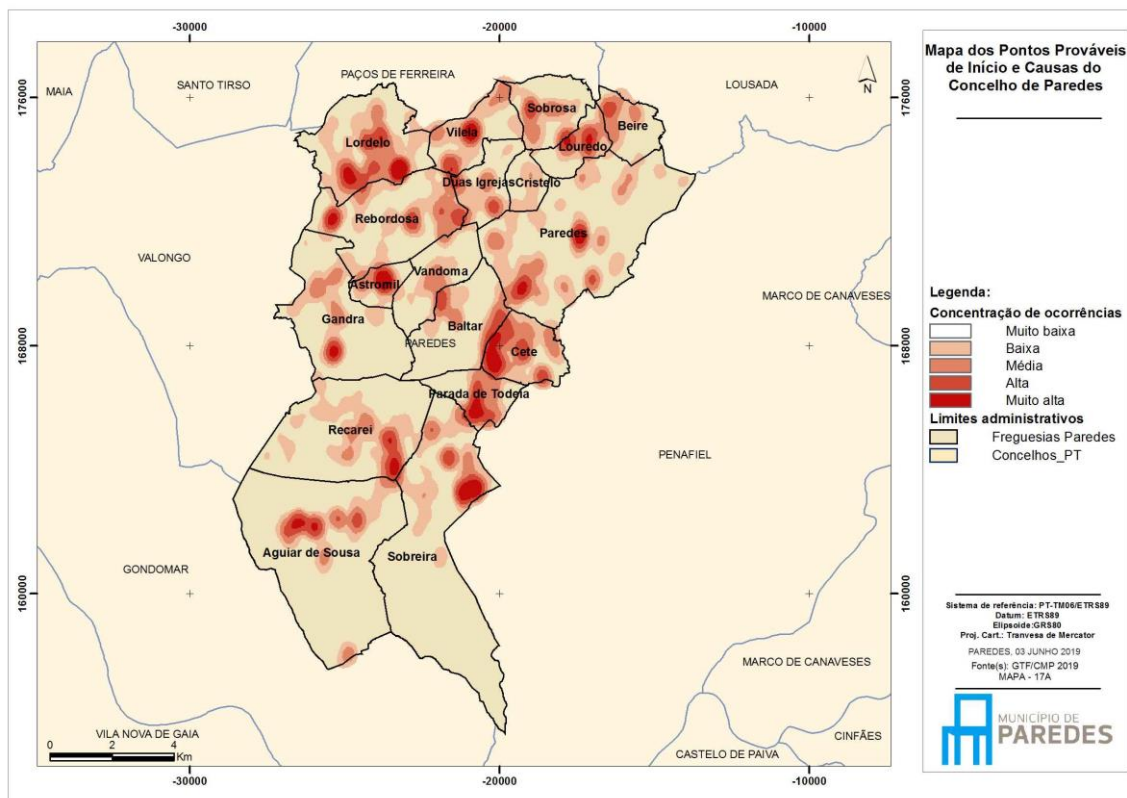 -30000
-20000
-10000
176000
168000
160000
176000
168000
160000
-30000
-20000
-10000
MAIA
SANTO TIRSO
PAÇOS DE FERREIRA
LOUSADA
N
Sobrosa
Beire
Vilela
Louredo
Lordelo
Duas Igrejas
Cristelo
Rebordosa
Paredes
VALONGO
Vandoma
Astromil
MARCO DE CANAVESES
Gandra
Baltar
PAREDES
Cete
Parada de Todeia
Recarei
PENAFIEL
Aguiar de Sousa
Sobreira
GONDOMAR
MARCO DE CANAVESES
VILA NOVA DE GAIA
CINFÃES
CASTELO DE PAIVA
0 2 4
Km
Mapa dos Pontos Prováveis
de Início e Causas do
Concelho de Paredes
Legenda:
Concentração de ocorrências
Muito baixa
Baixa
Média
Alta
Muito alta
Limites administrativos
Freguesias Paredes
Concelhos_PT
Sistema de referência: PT-TM06/ETRS89
Datum: ETRS89
Elipsoide:GRS80
Proj. Cart.: Tranvesa de Mercator
PAREDES, 03 JUNHO 2019
Fonte(s): GTF/CMP 2019
MAPA - 17A
MUNICÍPIO DE
PAREDES